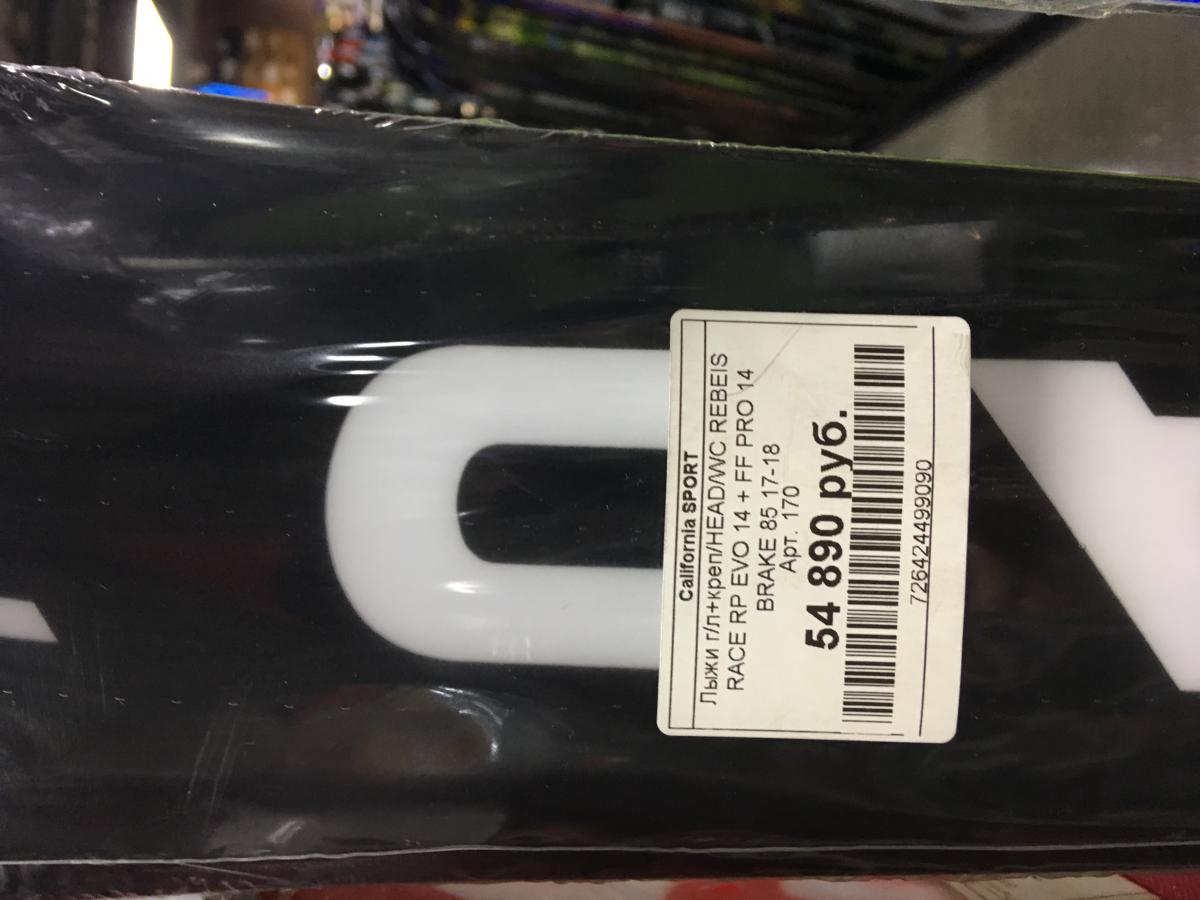 California SPORT
Лыжи г/л+креп/HEAD/WC REBEIS
RACE RP EVO 14 + FF PRO 14
BRAKE 85 17-18
Арт. 170
54 890 руб.
726424499090